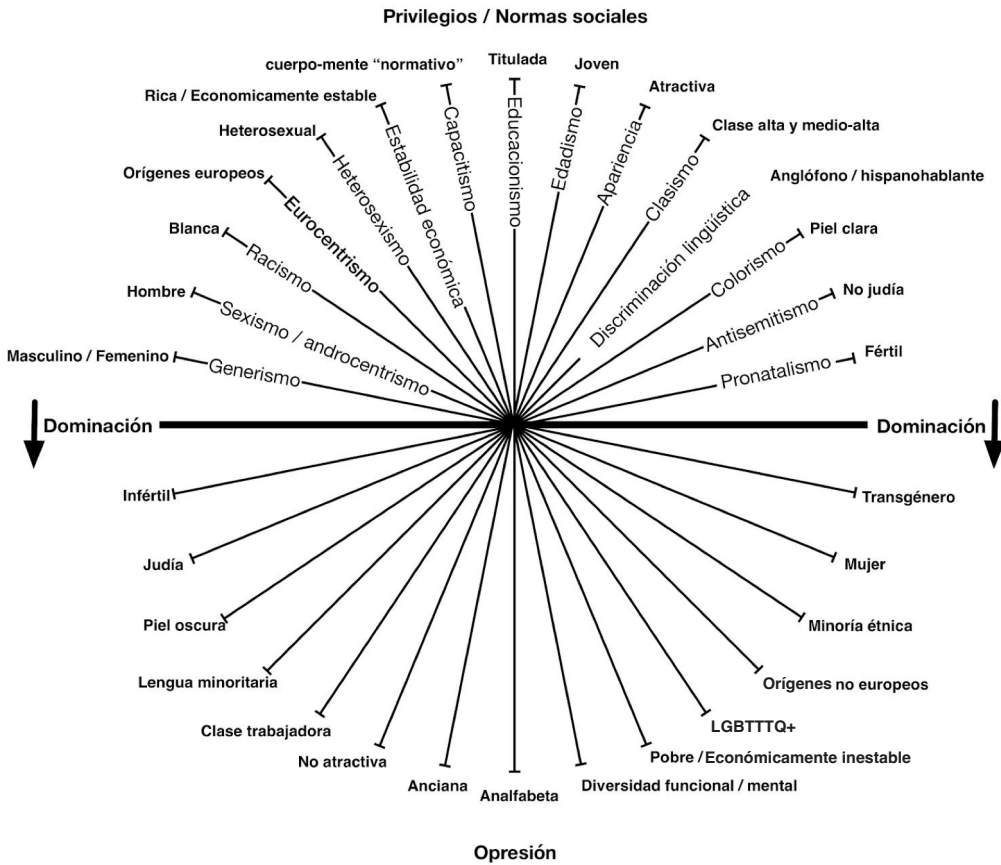 Privilegios / Normas sociales
Titulada
cuerpo-mente “normativo”
Joven
Rica / Economicamente estable
Atractiva
Heterosexual
Clase alta y medio-alta
Orígenes europeos
Anglófono / hispanohablante
Blanca
Piel clara
Hombre
No judía
Masculino / Femenino
Fértil
Generismo
Sexismo / androcentrismo
Racismo
Eurocentrismo
Heterosexismo
Estabilidad económica
Capacitismo
Educacionismo
Edadismo
Apariencia
Clasismo
Discriminación lingüística
Colorismo
Antisemitismo
Pronatalismo
Dominación
Dominación
Infértil
Transgénero
Judía
Mujer
Piel oscura
Minoría étnica
Lengua minoritaria
Orígenes no europeos
Clase trabajadora
LGBTTTQ+
No atractiva
Pobre / Económicamente inestable
Anciana
Analfabeta
Diversidad funcional / mental
Opresión